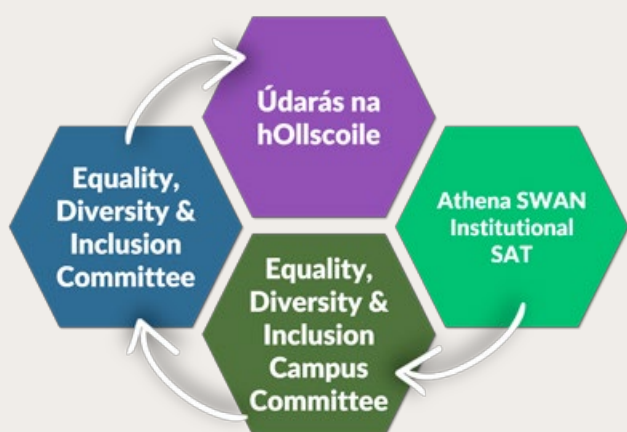 Údarás na
hOllscoile
Equality,
Diversity &
Inclusion
Committee
Athena SWAN
Institutional
SAT
Equality,
Diversity &
Inclusion
Campus
Committee